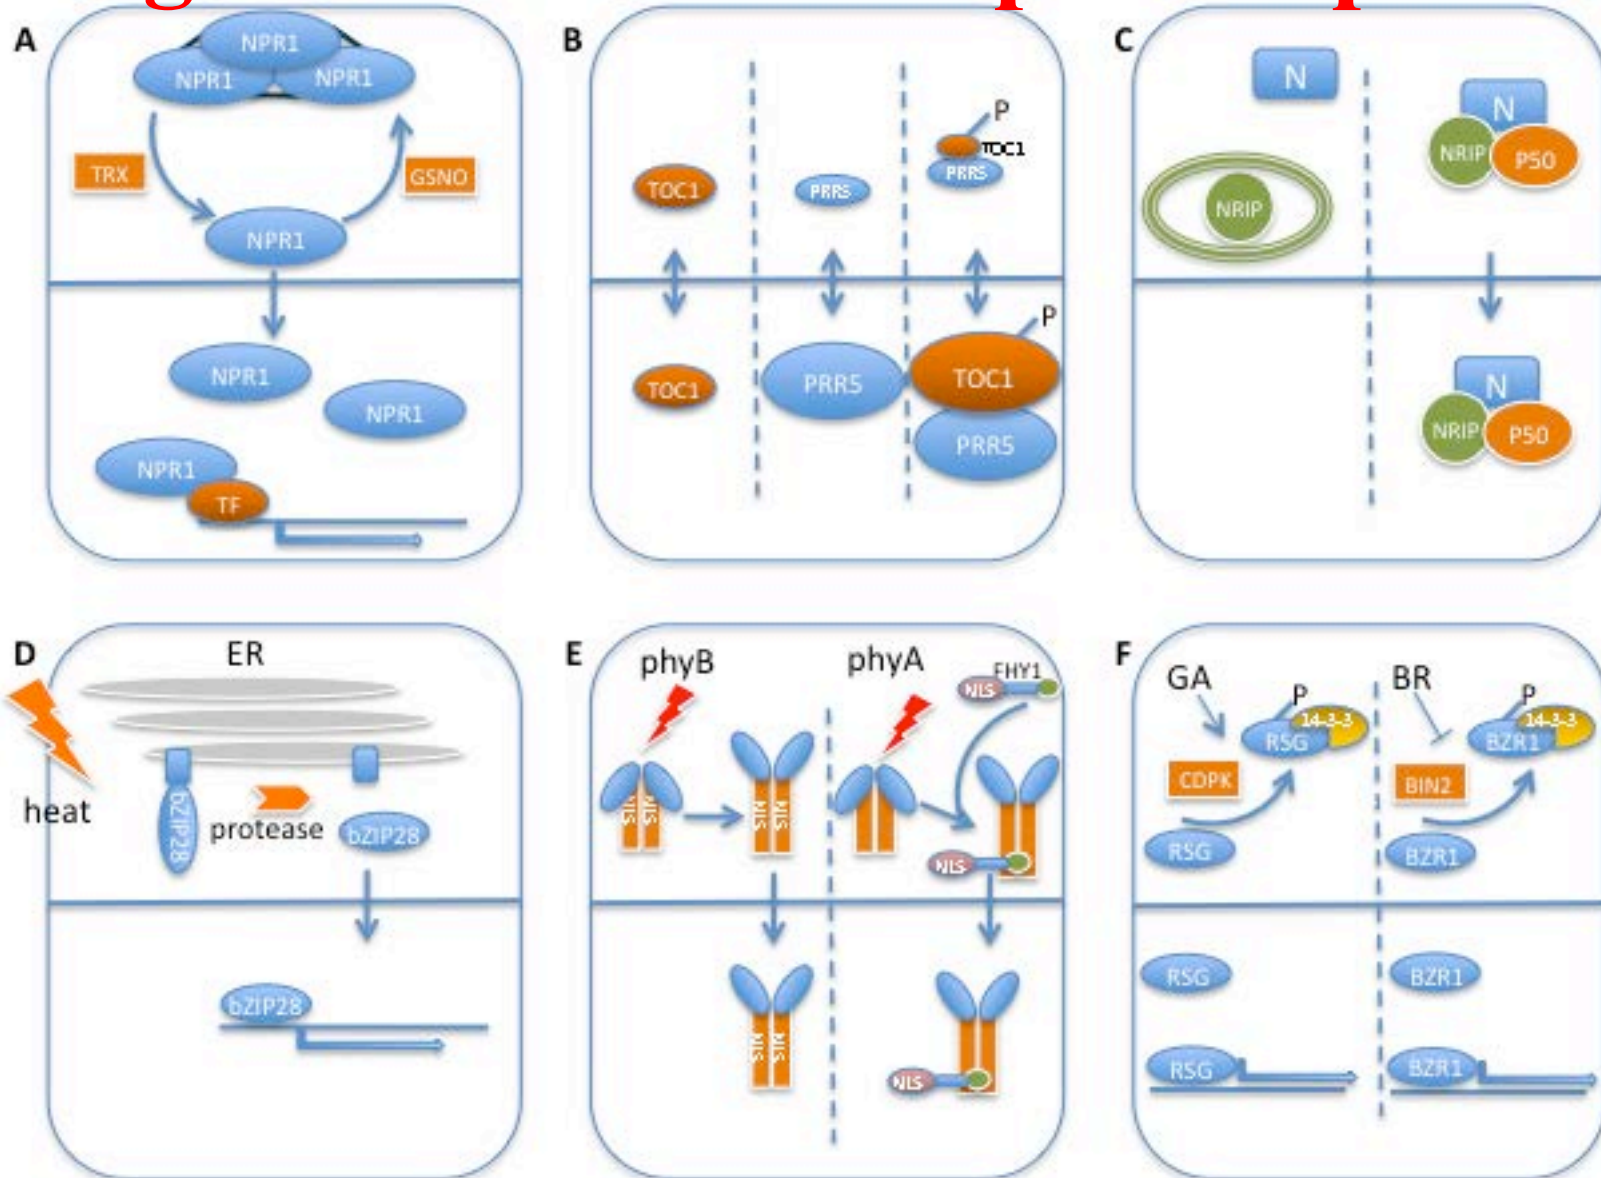 A
NPR1
NPR1
NPR1
TRX
GSNO
NPR1
NPR1
NPR1
NPR1
TF
B
P
TOC1
TOC1
PRR5
PRR5
P
TOC1
PRR5
TOC1
PRR5
C
N
N
NRIP
P50
NRIP
N
NRIP
P50
D
ER
heat
bZIP28
protease
bZIP28
bZIP28
E
phyB
phyA
FHY1
NLS
NLS
NLS
NLS
NLS
NLS
NLS
NLS
NLS
F
GA
BR
P
P
14-3-3
14-3-3
RSG
BZR1
CDPK
BIN2
RSG
BZR1
RSG
BZR1
RSG
BZR1